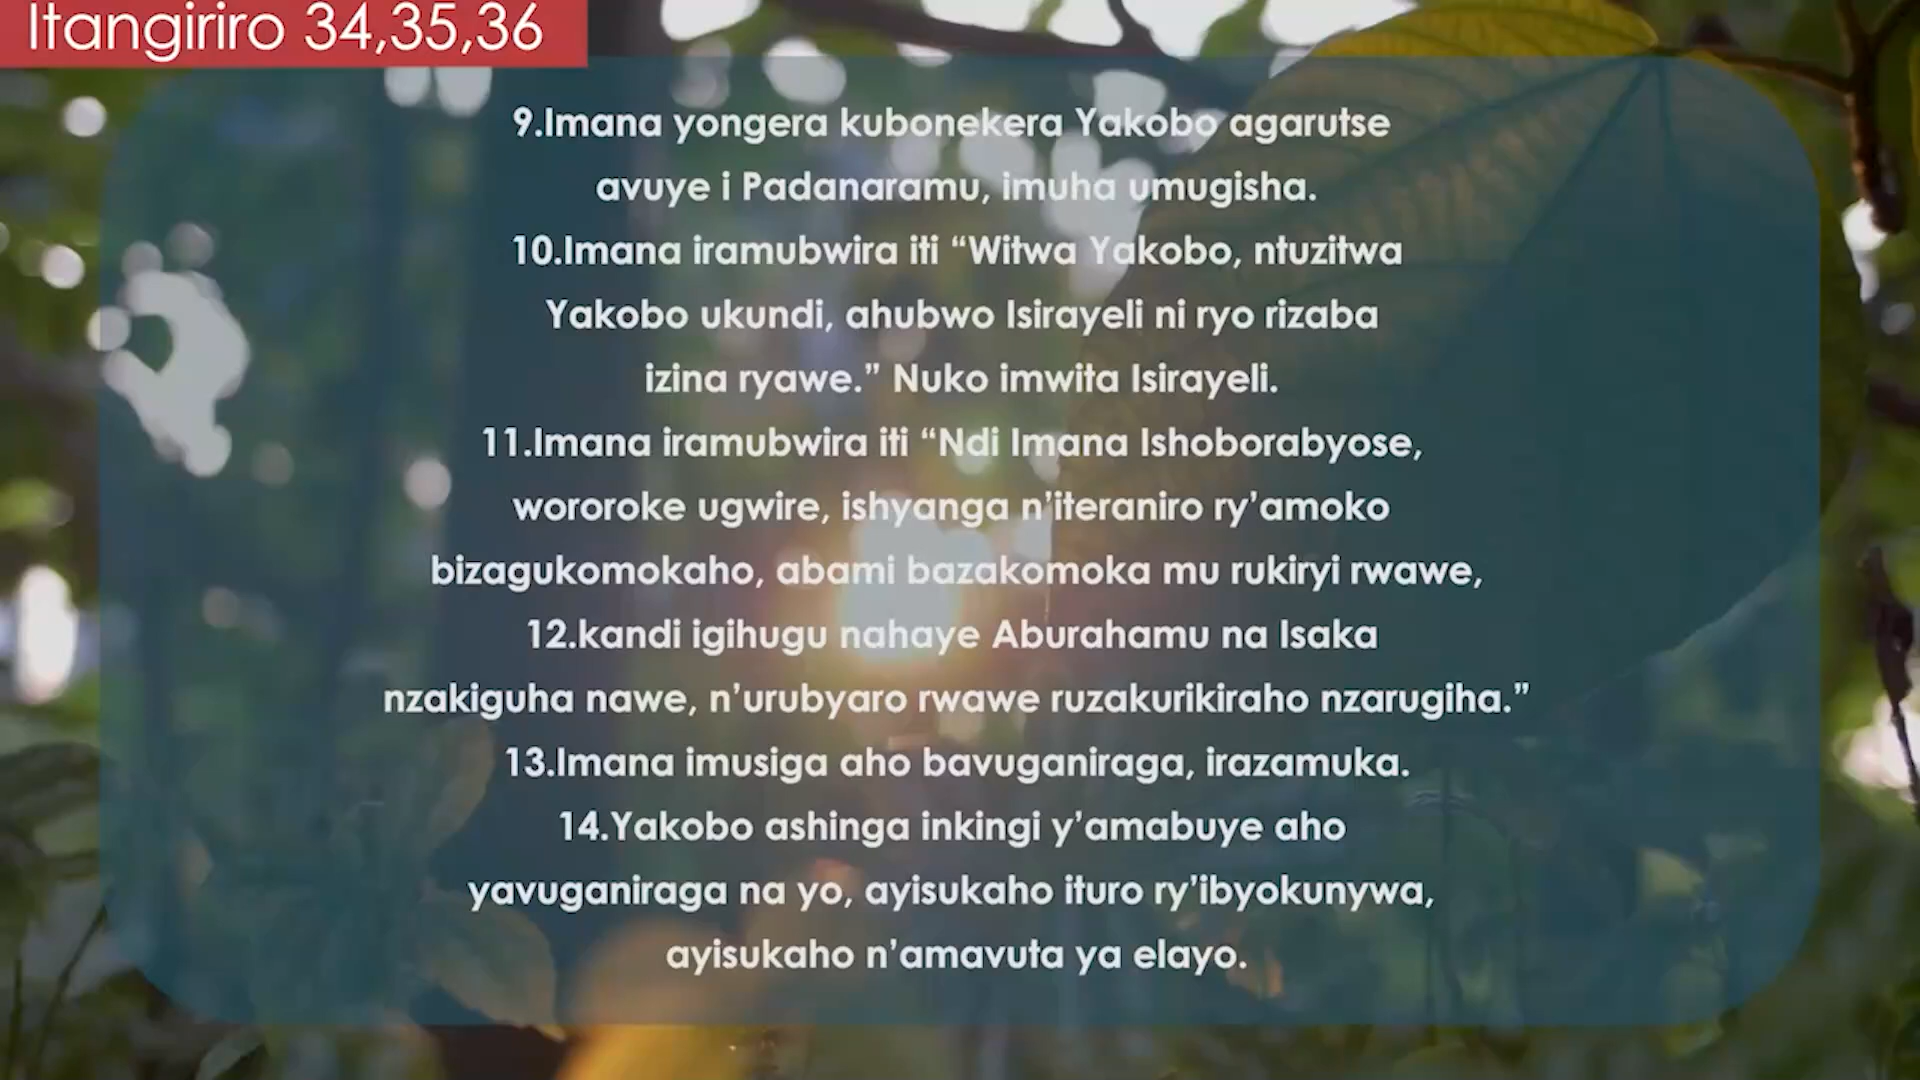 Itangiriro 34,35,36
9.Imana yongera kubonekera Yakobo agarutse
avuye i Padanaramu, imuha umugisha.
10.Imana iramubwira iti “Witwa Yakobo, ntuzitwa
Yakobo ukundi, ahubwo Isirayeli ni ryo rizaba
izina ryawe.” Nuko imwita Isirayeli.
11.Imana iramubwira iti “Ndi Imana Ishoborabyose,
wororoke ugwire, ishyanga n’iteraniro ry’amoko
bizagukomokaho, abami bazakomoka mu rukiryi rwawe,
12.kandi igihugu nahaye Aburahamu na Isaka
nzakiguha nawe, n’urubyaro rwawe ruzakurikiraho nzarugiha.”
13.Imana imusiga aho bavuganiraga, irazamuka.
14.Yakobo ashinga inkingi y’amabuye aho
yavuganiraga na yo, ayisukaho ituro ry’ibyokunywa,
ayisukaho n’amavuta ya elayo.